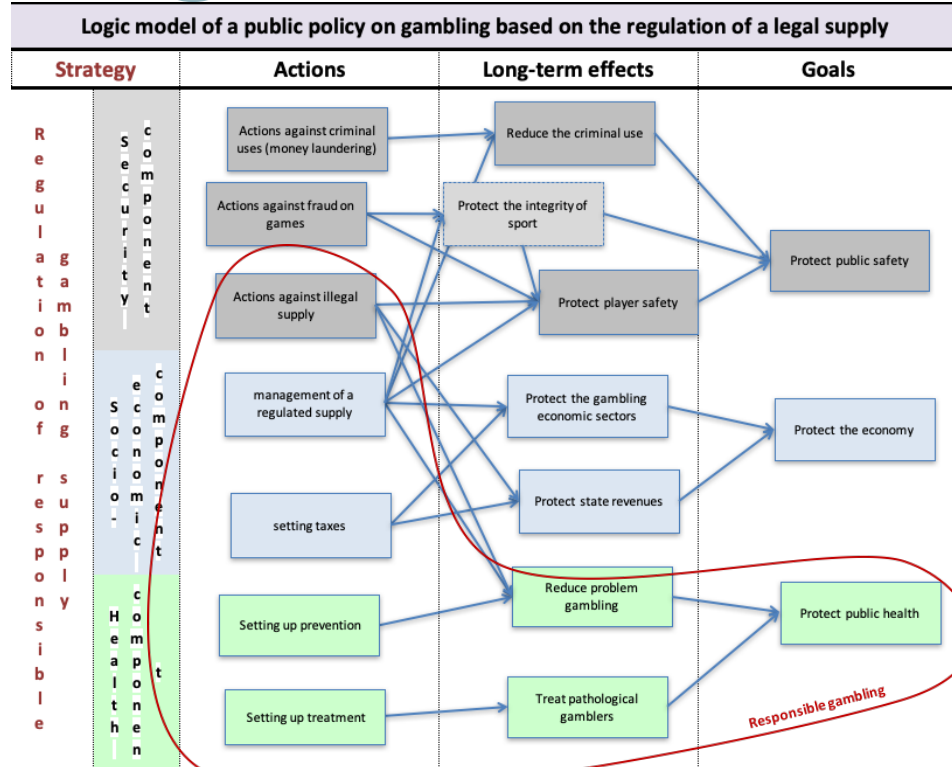 Logic model of a public policy on gambling based on the regulation of a legal supply
Strategy
Actions
Long-term effects
Goals
Regulation of responsible
gambling supply
Security
component
Actions against criminal
uses (money laundering)
Reduce the criminal use
Actions against fraud on
games
Protect the integrity of
sport
Protect public safety
Actions against illegal
supply
Protect player safety
Socio-
economic
component
management of a
regulated supply
Protect the gambling
economic sectors
Protect the economy
setting taxes
Protect state revenues
Health
componen
t
Setting up prevention
Reduce problem
gambling
Protect public health
Setting up treatment
Treat pathological
gamblers
Responsible gambling